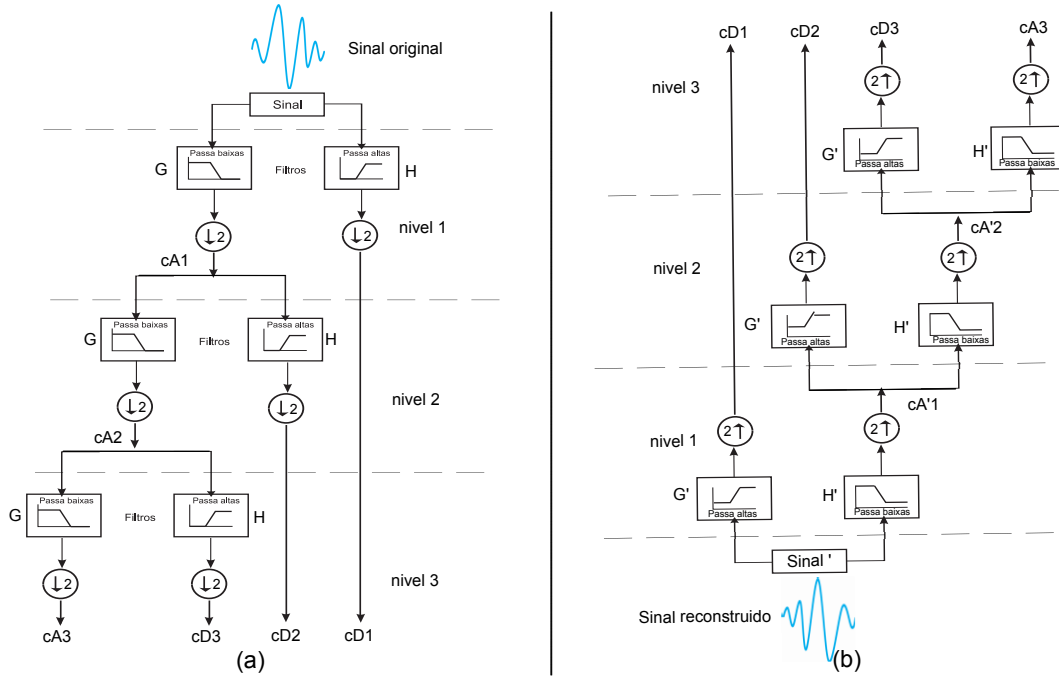 Sinal original
Sinal
Passa baixas
Passa altas
G
Filtros
H
nivel 1
↓2
↓2
cA1
Passa baixas
Passa altas
G
Filtros
H
↓2
↓2
nivel 2
cA2
Passa baixas
Passa altas
G
Filtros
H
↓2
↓2
nivel 3
cA3
cD3
cD2
cD1
(a)
cD1
cD2
cD3
cA3
nivel 3
2↑
2↑
G'
Passa altas
H'
Passa baixas
cA'2
nivel 2
2↑
2↑
G'
Passa altas
H'
Passa baixas
cA'1
nivel 1
2↑
2↑
G'
Passa altas
H'
Passa baixas
Sinal '
Sinal reconstruido
(b)